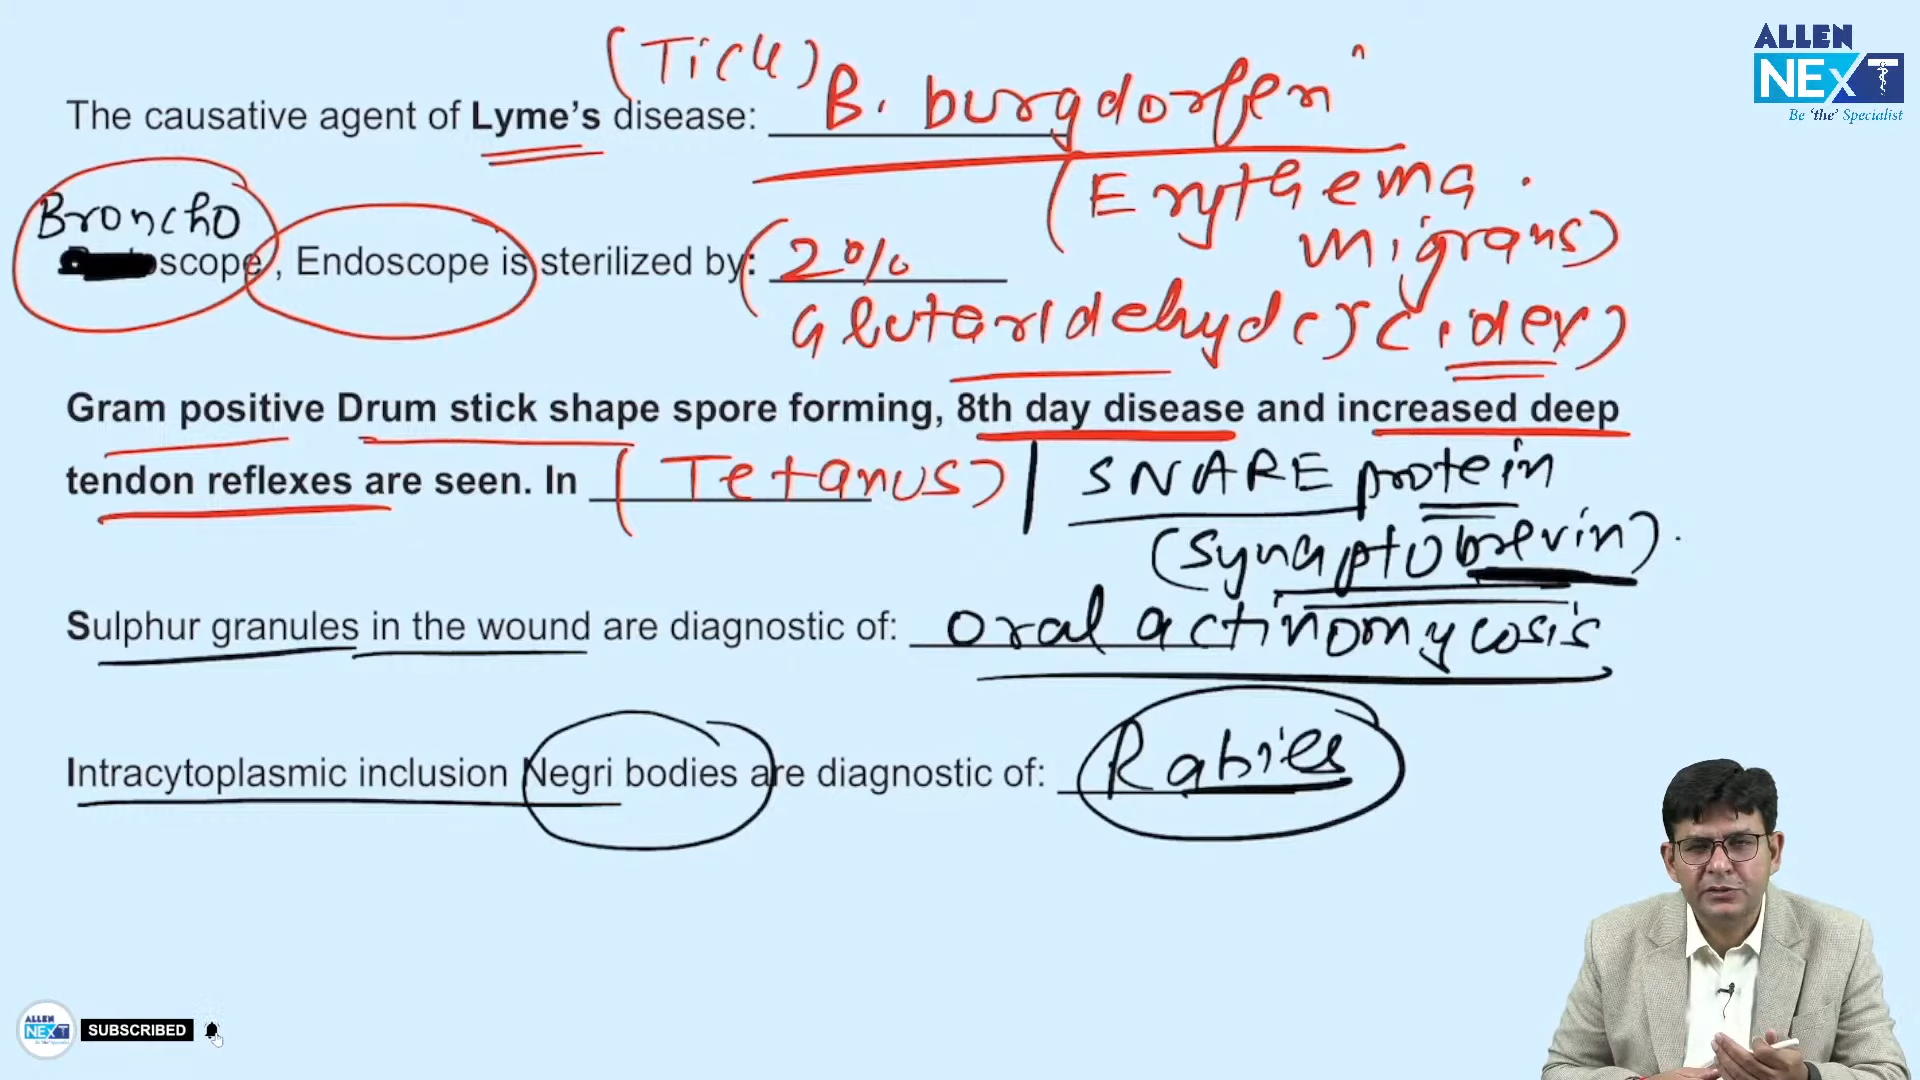 ALLEN
NEXT
Be 'the' Specialist
(Tick) B. burgdorferi
The causative agent of Lyme's disease:
(Erythema
migrans)
Broncho
scope , Endoscope is sterilized by: (2%
Glutaraldehyde) (cidex)
Gram positive Drum stick shape spore forming, 8th day disease and increased deep
tendon reflexes are seen. In (Tetanus) | SNARE protein
(Synaptobrevin).
Sulphur granules in the wound are diagnostic of: oral actinomycosis
Intracytoplasmic inclusion Negri bodies are diagnostic of: Rabies
ALLEN
NEXT
SUBSCRIBED